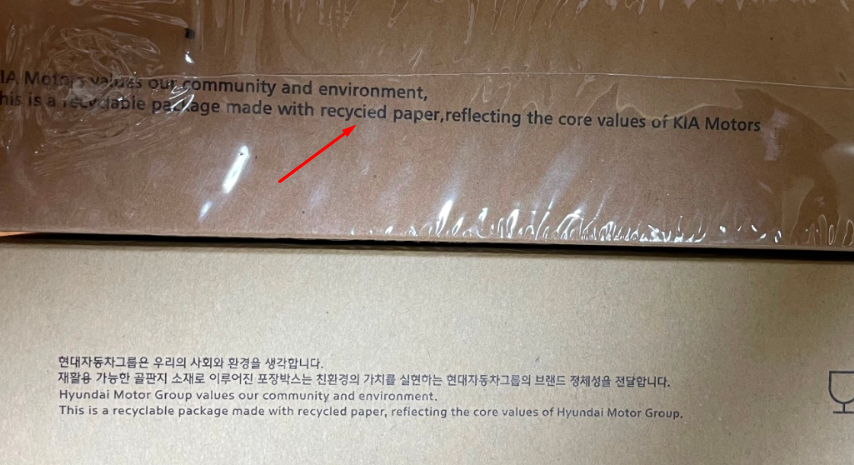 IA Motors values our community and environment,
his is a recyclable package made with recycied paper,reflecting the core values of KIA Motors
현대자동차그룹은 우리의 사회와 환경을 생각합니다.
재활용 가능한 골판지 소재로 이루어진 포장박스는 친환경의 가치를 실현하는 현대자동차그룹의 브랜드 정체성을 전달합니다.
Hyundai Motor Group values our community and environment.
This is a recyclable package made with recycled paper, reflecting the core values of Hyundai Motor Group.